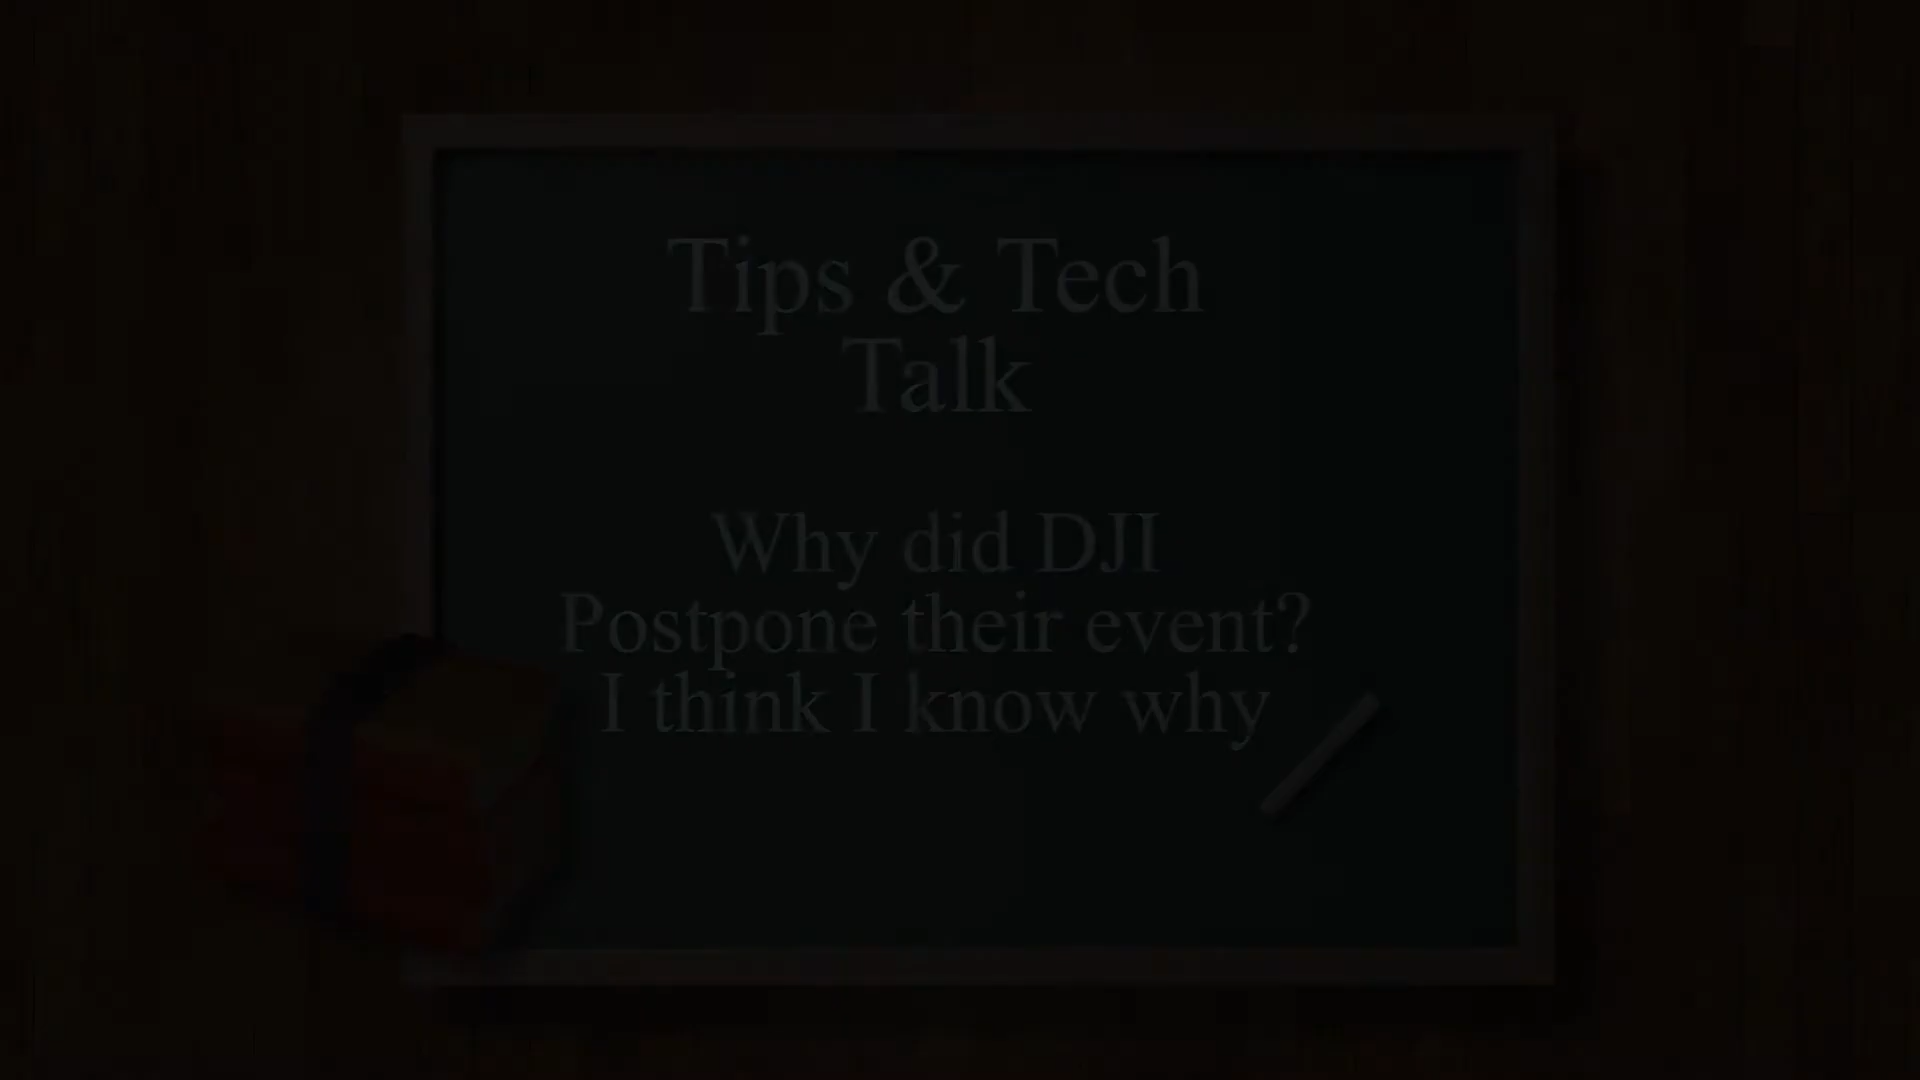 Tips & Tech
Talk
Why did DJI
Postpone their event?
I think I know why